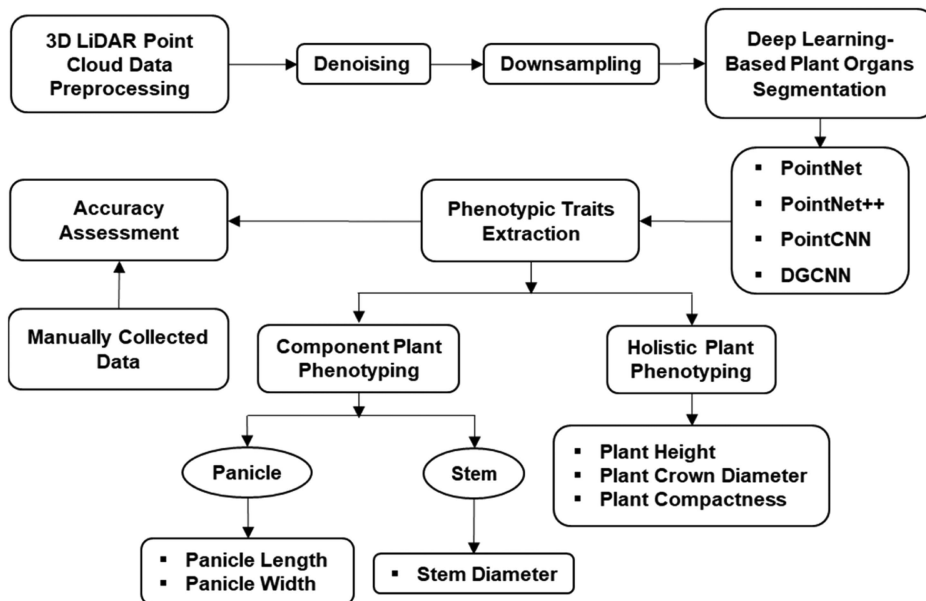 3D LiDAR Point
Cloud Data
Preprocessing
Denoising
Downsampling
Deep Learning-
Based Plant Organs
Segmentation
▪ PointNet
▪ PointNet++
▪ PointCNN
▪ DGCNN
Phenotypic Traits
Extraction
Accuracy
Assessment
Manually Collected
Data
Component Plant
Phenotyping
Holistic Plant
Phenotyping
Panicle
Stem
▪ Plant Height
▪ Plant Crown Diameter
▪ Plant Compactness
▪ Panicle Length
▪ Panicle Width
▪ Stem Diameter